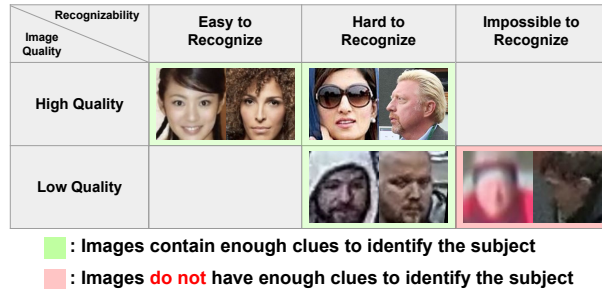 Recognizability
Image
Quality
Easy to
Recognize
Hard to
Recognize
Impossible to
Recognize
High Quality
Low Quality
: Images contain enough clues to identify the subject
: Images do not have enough clues to identify the subject